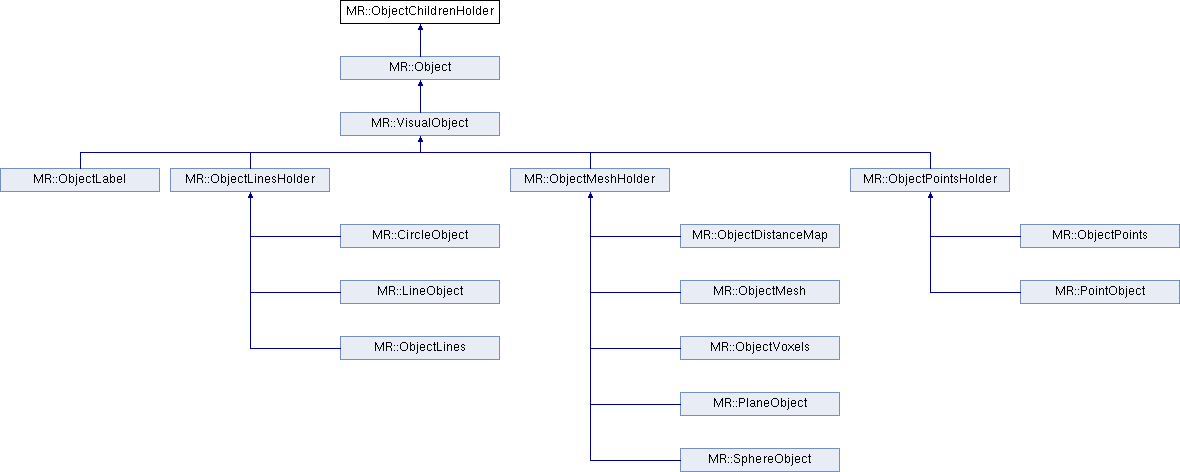 MR::ObjectChildrenHolder
MR::Object
MR::VisualObject
MR::ObjectLabel
MR::ObjectLinesHolder
MR::ObjectMeshHolder
MR::ObjectPointsHolder
MR::CircleObject
MR::ObjectDistanceMap
MR::ObjectPoints
MR::LineObject
MR::ObjectMesh
MR::PointObject
MR::ObjectLines
MR::ObjectVoxels
MR::PlaneObject
MR::SphereObject